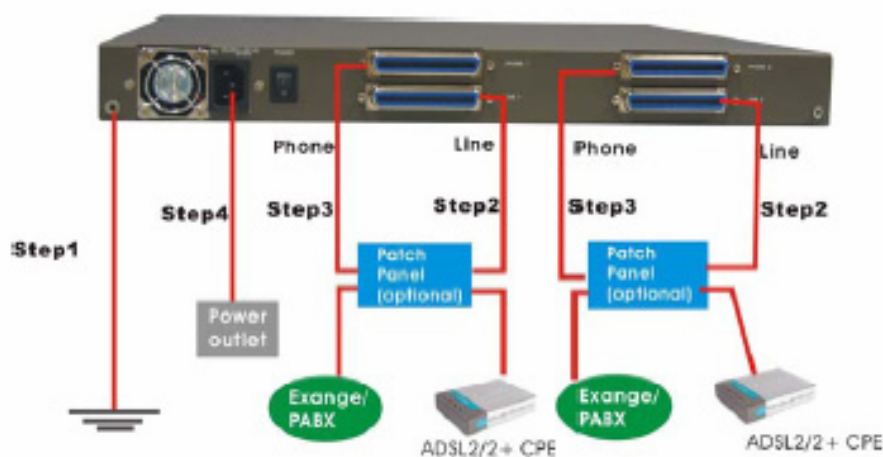 Phone
Line
Phone
Line
Step1
Step4
Step3
Step2
Step3
Step2
Patch
Panel
(optional)
Patch
Panel
(optional)
Power
outlet
Exange/
PABX
ADSL2/2+ CPE
Exange/
PABX
ADSL2/2+ CPE